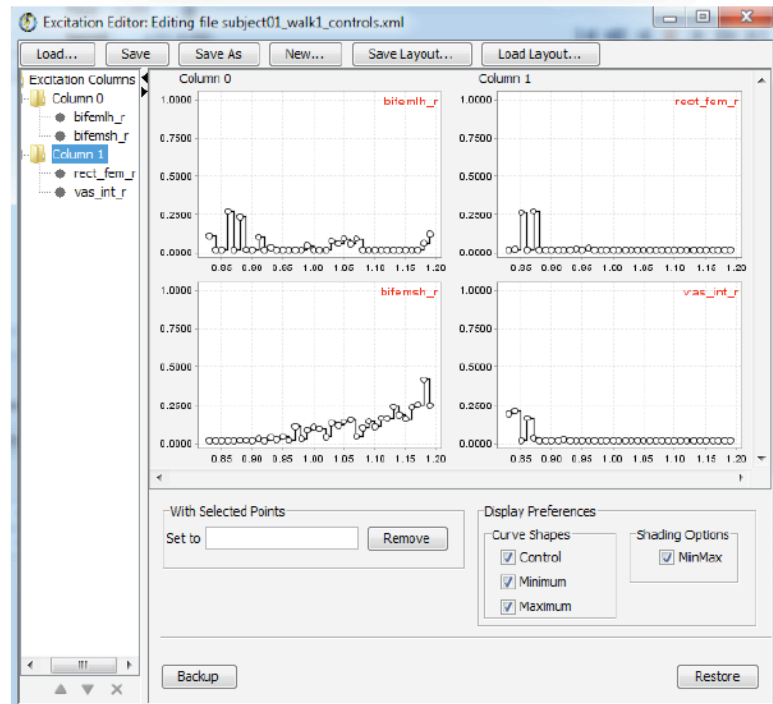 Excitation Editor: Editing file subject01_walk1_controls.xml
Load... Save Save As New... Save Layout... Load Layout...
Excitation Columns
Column 0
bifemlh_r
bifemsh_r
Column 1
rect_fem_r
vas_int_r
Column 0 Column 1
bifemlh_r
1.0000
0.7500
0.5000
0.2500
0.0000
0.85 0.90 0.95 1.00 1.05 1.10 1.15 1.20
rect_fem_r
1.0000
0.7500
0.5000
0.2500
0.0000
0.85 0.90 0.95 1.00 1.05 1.10 1.15 1.20
bifemsh_r
1.0000
0.7500
0.5000
0.2500
0.0000
0.85 0.90 0.95 1.00 1.05 1.10 1.15 1.20
vas_int_r
1.0000
0.7500
0.5000
0.2500
0.0000
0.85 0.90 0.95 1.00 1.05 1.10 1.15 1.20
With Selected Points
Set to Remove
Display Preferences
Curve Shapes
Control
Minimum
Maximum
Shading Options
MinMax
Backup Restore